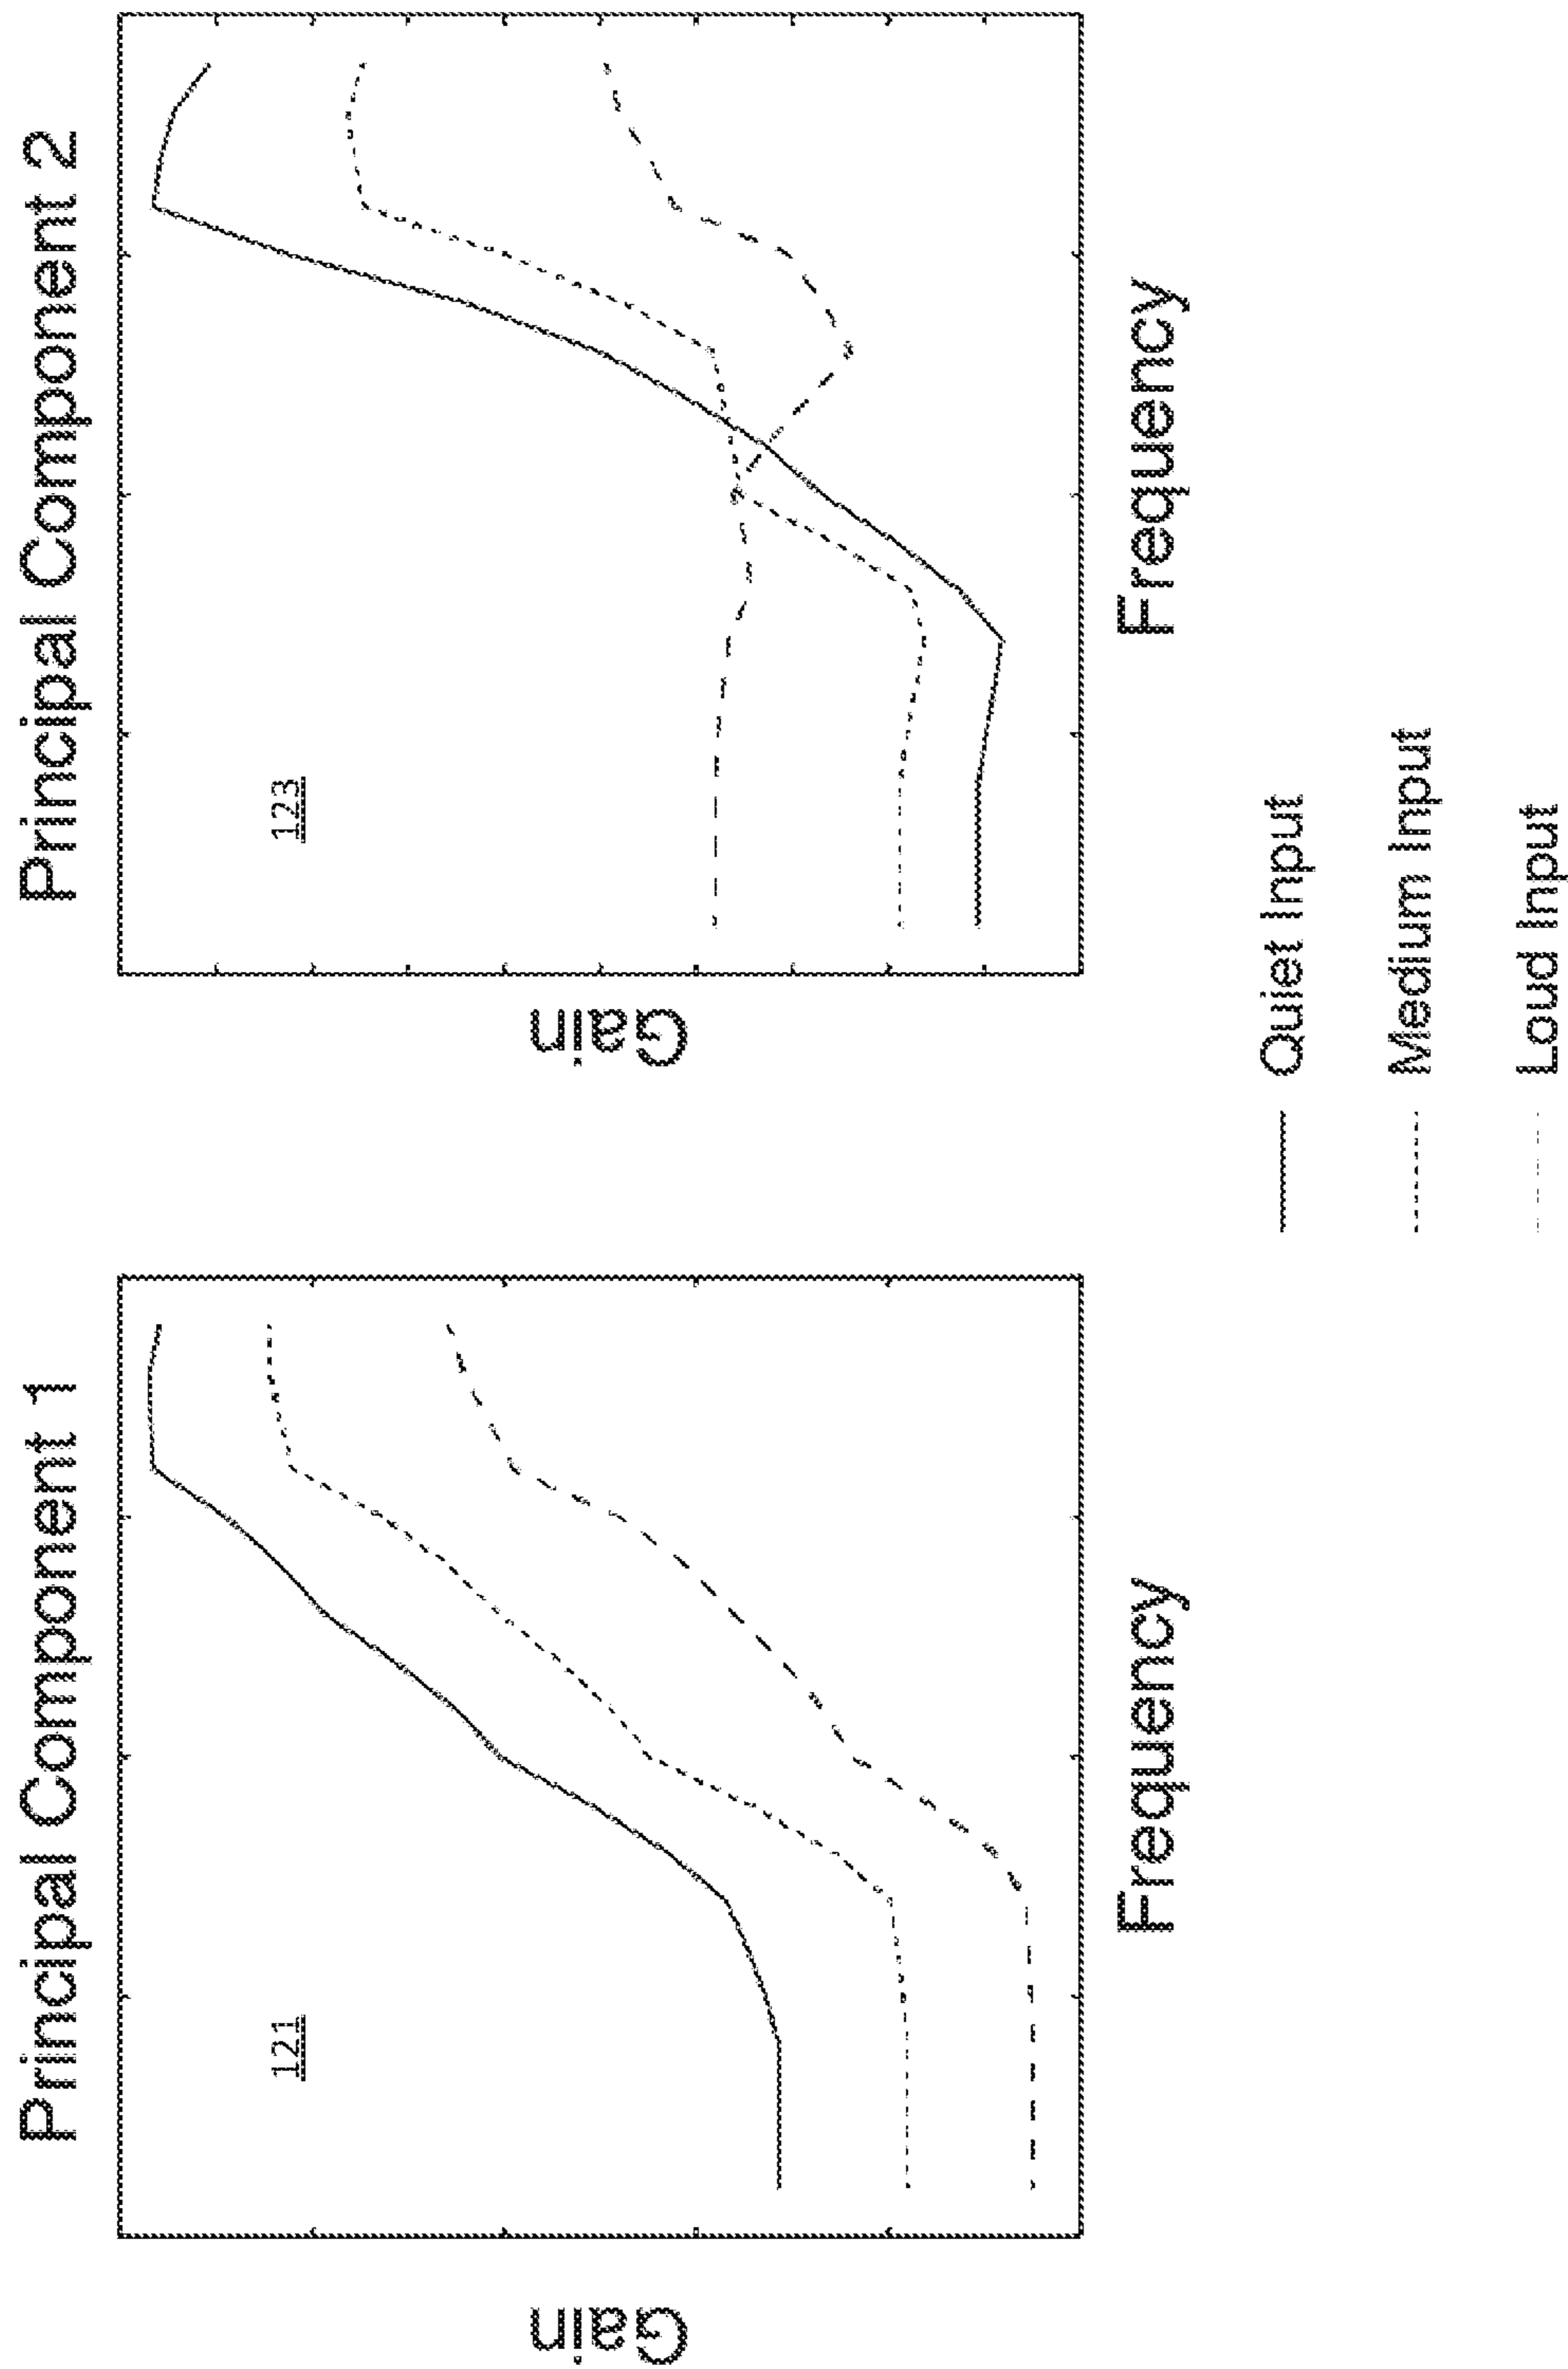 Principal Component 1
121
Gain
Frequency
Principal Component 2
123
Gain
Frequency
Quiet Input
Medium Input
Loud Input